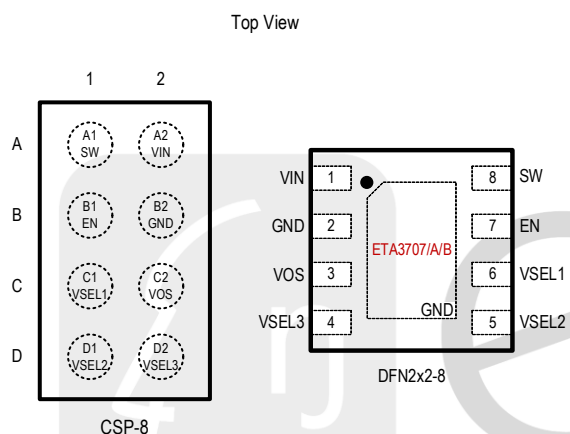 Top View
1 2
A
A1
SW
A2
VIN
B
B1
EN
B2
GND
C
C1
VSEL1
C2
VOS
D
D1
VSEL2
D2
VSEL3
CSP-8
VIN 1
GND 2
VOS 3
VSEL3 4
ETA3707/A/B
GND
8 SW
7 EN
6 VSEL1
5 VSEL2
DFN2x2-8